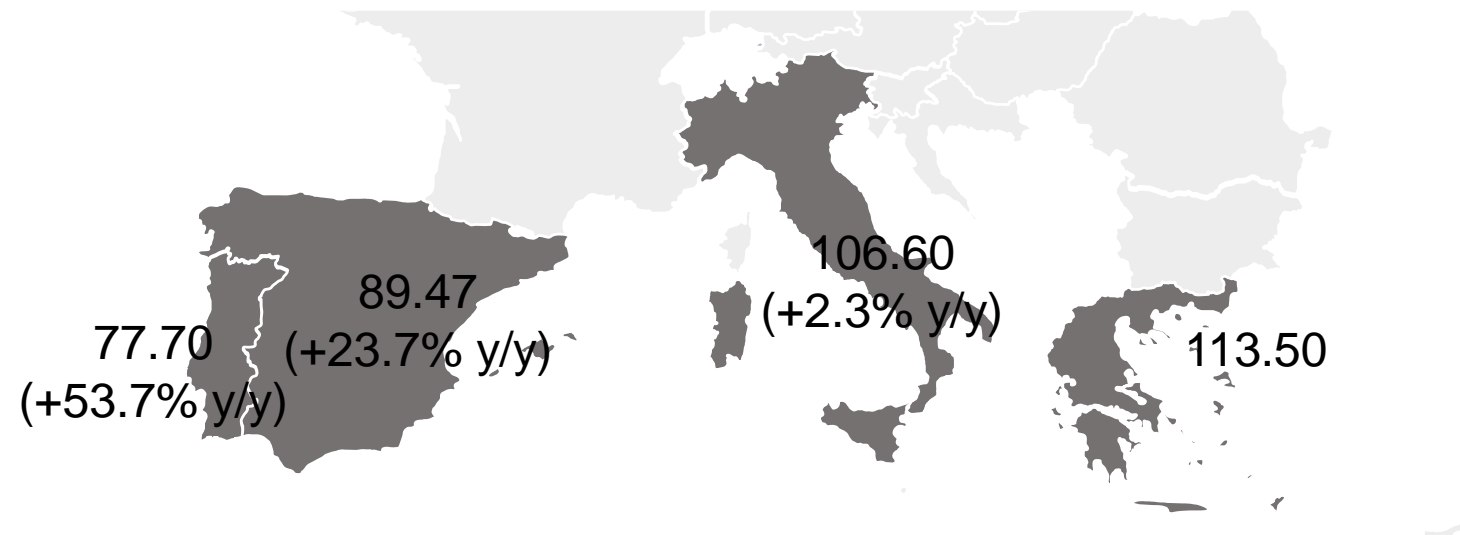 77.70
(+53.7% y/y)
89.47
(+23.7% y/y)
106.60
(+2.3% y/y)
113.50